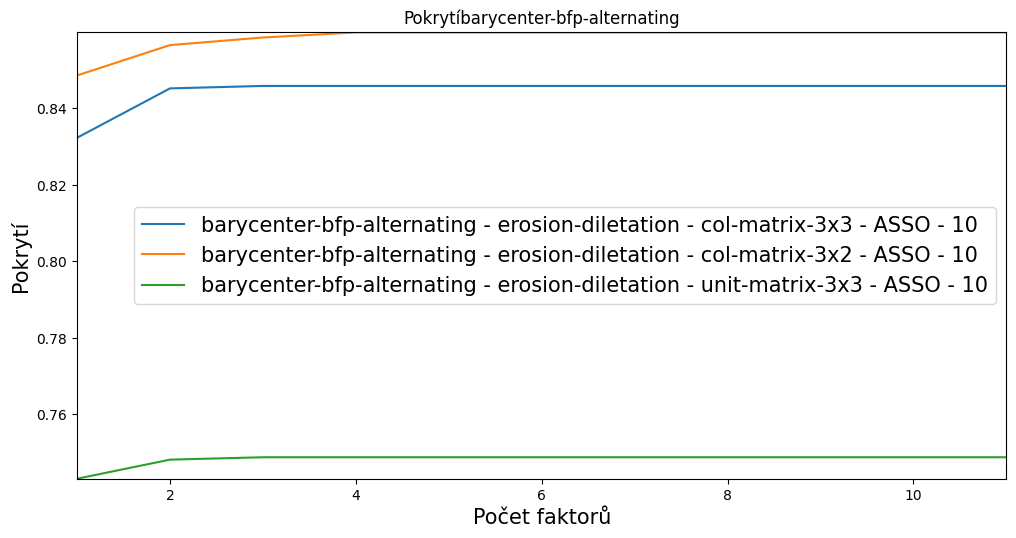 Pokrytíbarycenter-bfp-alternating
0.84
0.82
0.80
0.78
0.76
Pokrytí
barycenter-bfp-alternating - erosion-diletation - col-matrix-3x3 - ASSO - 10
barycenter-bfp-alternating - erosion-diletation - col-matrix-3x2 - ASSO - 10
barycenter-bfp-alternating - erosion-diletation - unit-matrix-3x3 - ASSO - 10
2 4 6 8 10
Počet faktorů